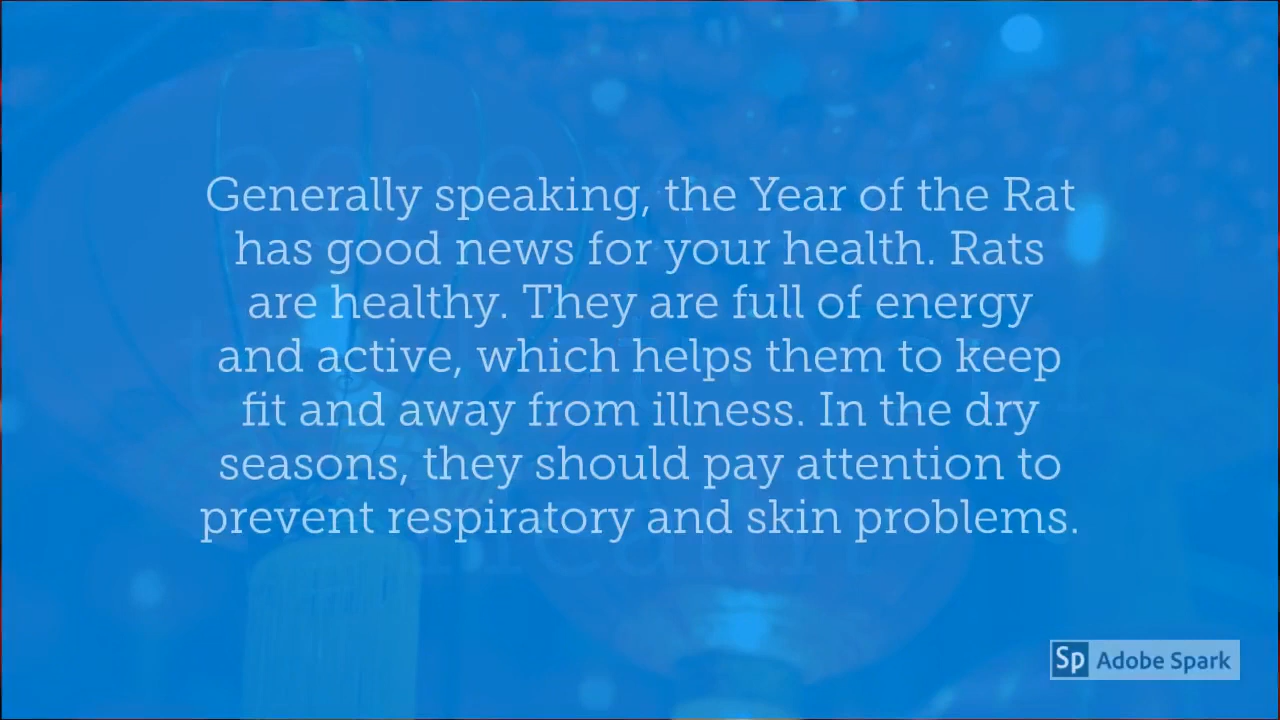 Generally speaking, the Year of the Rat
has good news for your health. Rats
are healthy. They are full of energy
and active, which helps them to keep
fit and away from illness. In the dry
seasons, they should pay attention to
prevent respiratory and skin problems.
Sp Adobe Spark